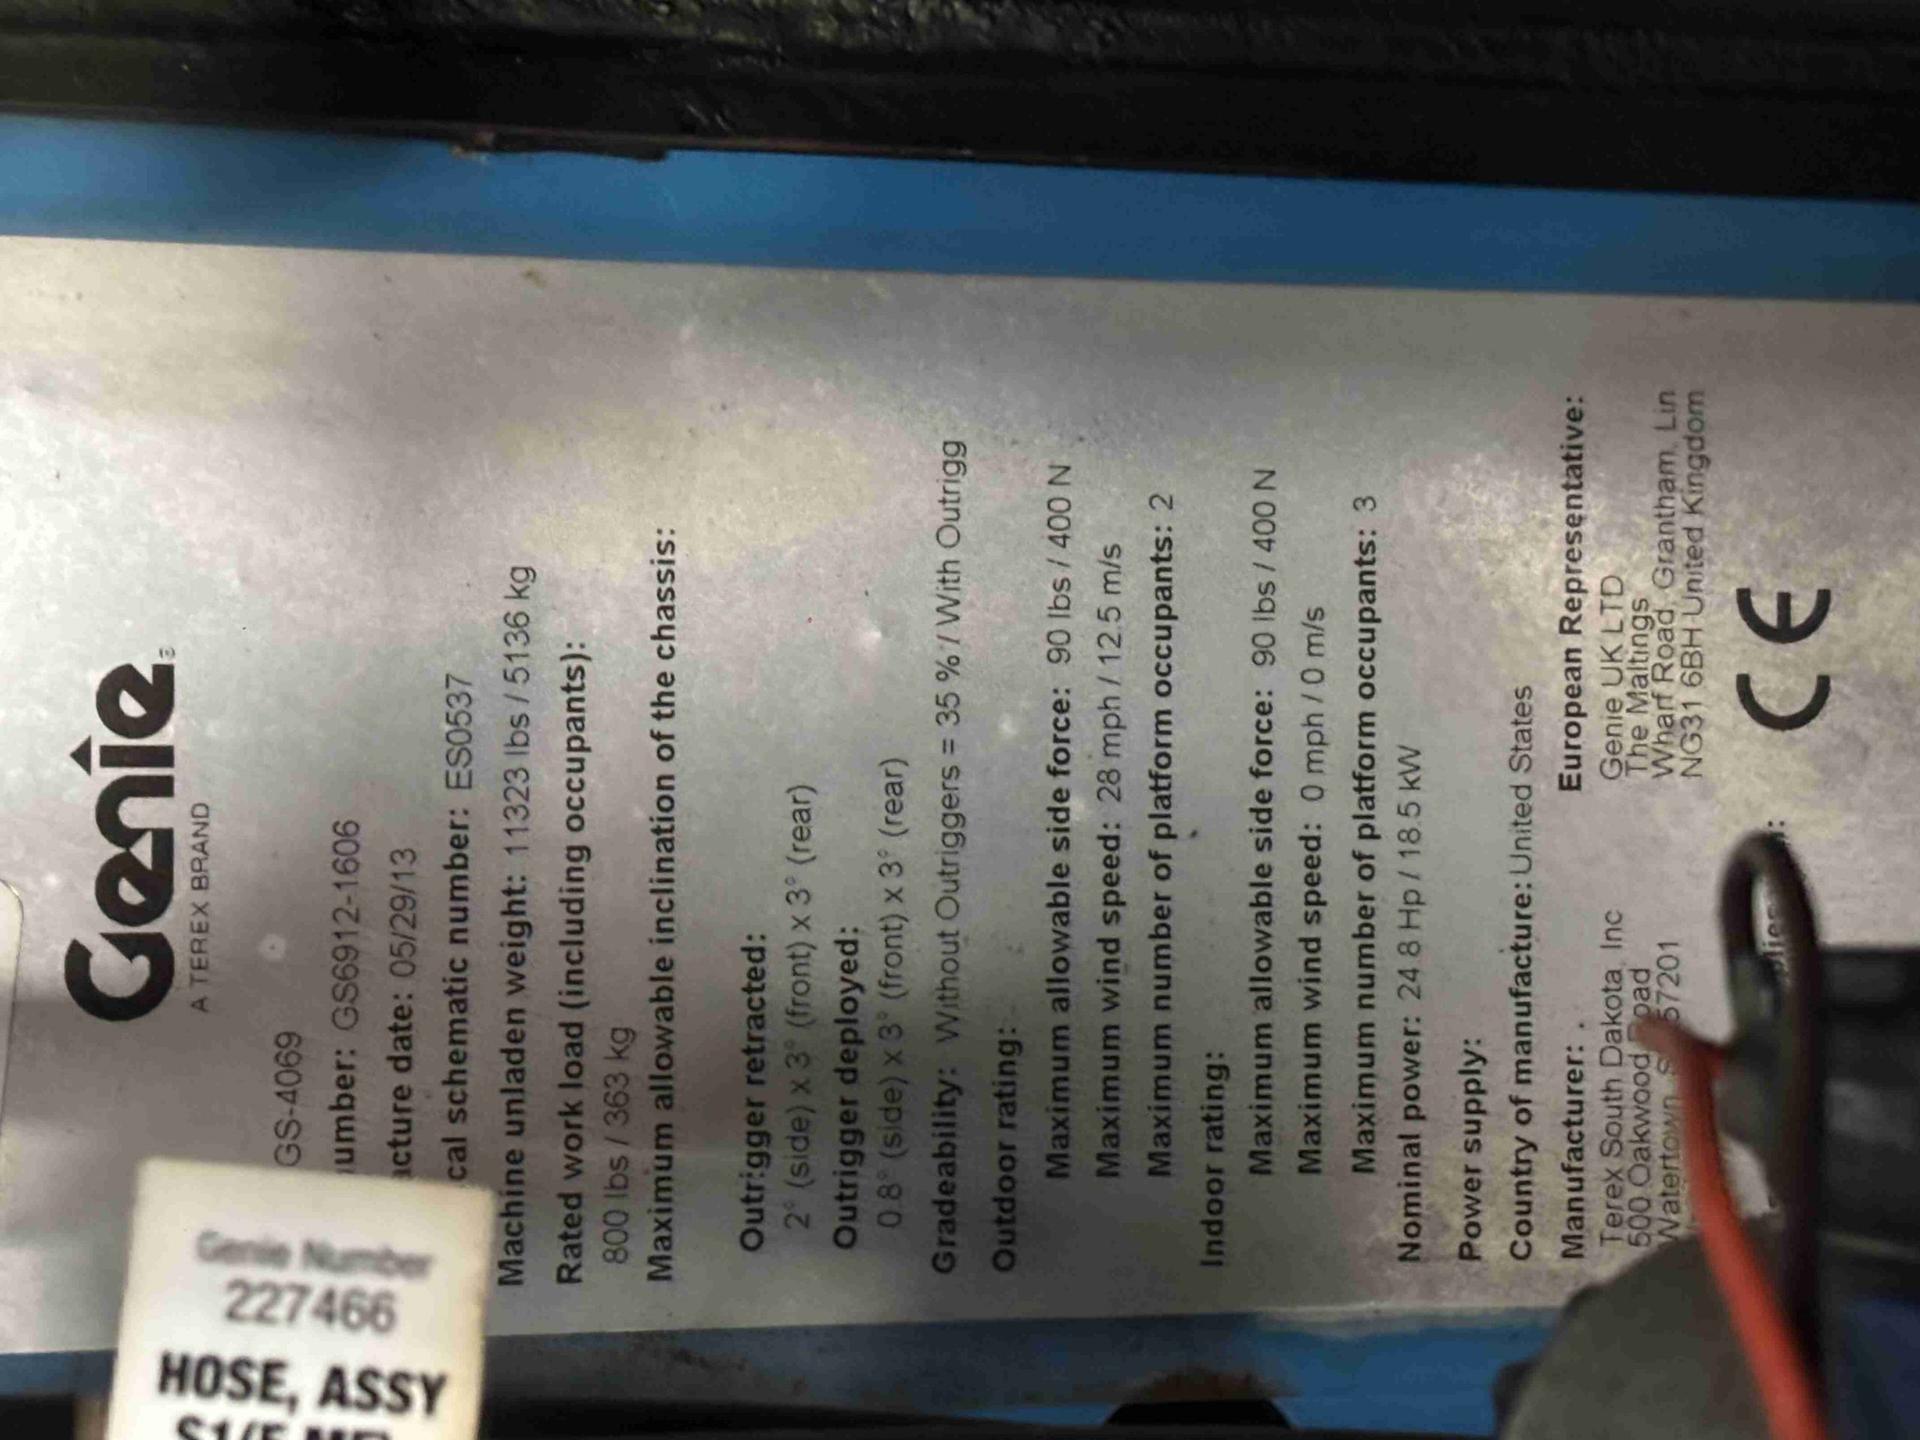 Genie
A TEREX BRAND
GS-4069
umber: GS6912-1606
acture date: 05/29/13
cal schematic number: ES0537
Machine unladen weight: 11323 lbs / 5136 kg
Rated work load (including occupants):
800 lbs / 363 kg
Maximum allowable inclination of the chassis:
Outrigger retracted:
2° (side) x 3° (front) x 3° (rear)
Outrigger deployed:
0.8° (side) x 3° (front) x 3° (rear)
Gradeability: Without Outriggers = 35 % / With Outrigg
Outdoor rating:
Maximum allowable side force: 90 lbs / 400 N
Maximum wind speed: 28 mph / 12.5 m/s
Maximum number of platform occupants: 2
Indoor rating:
Maximum allowable side force: 90 lbs / 400 N
Maximum wind speed: 0 mph / 0 m/s
Maximum number of platform occupants: 3
Nominal power: 24.8 Hp / 18.5 kW
Power supply:
Country of manufacture: United States
Manufacturer:
Terex South Dakota, Inc
500 Oakwood Road
Watertown, 57201
European Representative:
Genie UK LTD
The Maltings
Wharf Road, Grantham, Lin
NG31 6BH United Kingdom
CE
Genie Number
227466
HOSE, ASSY